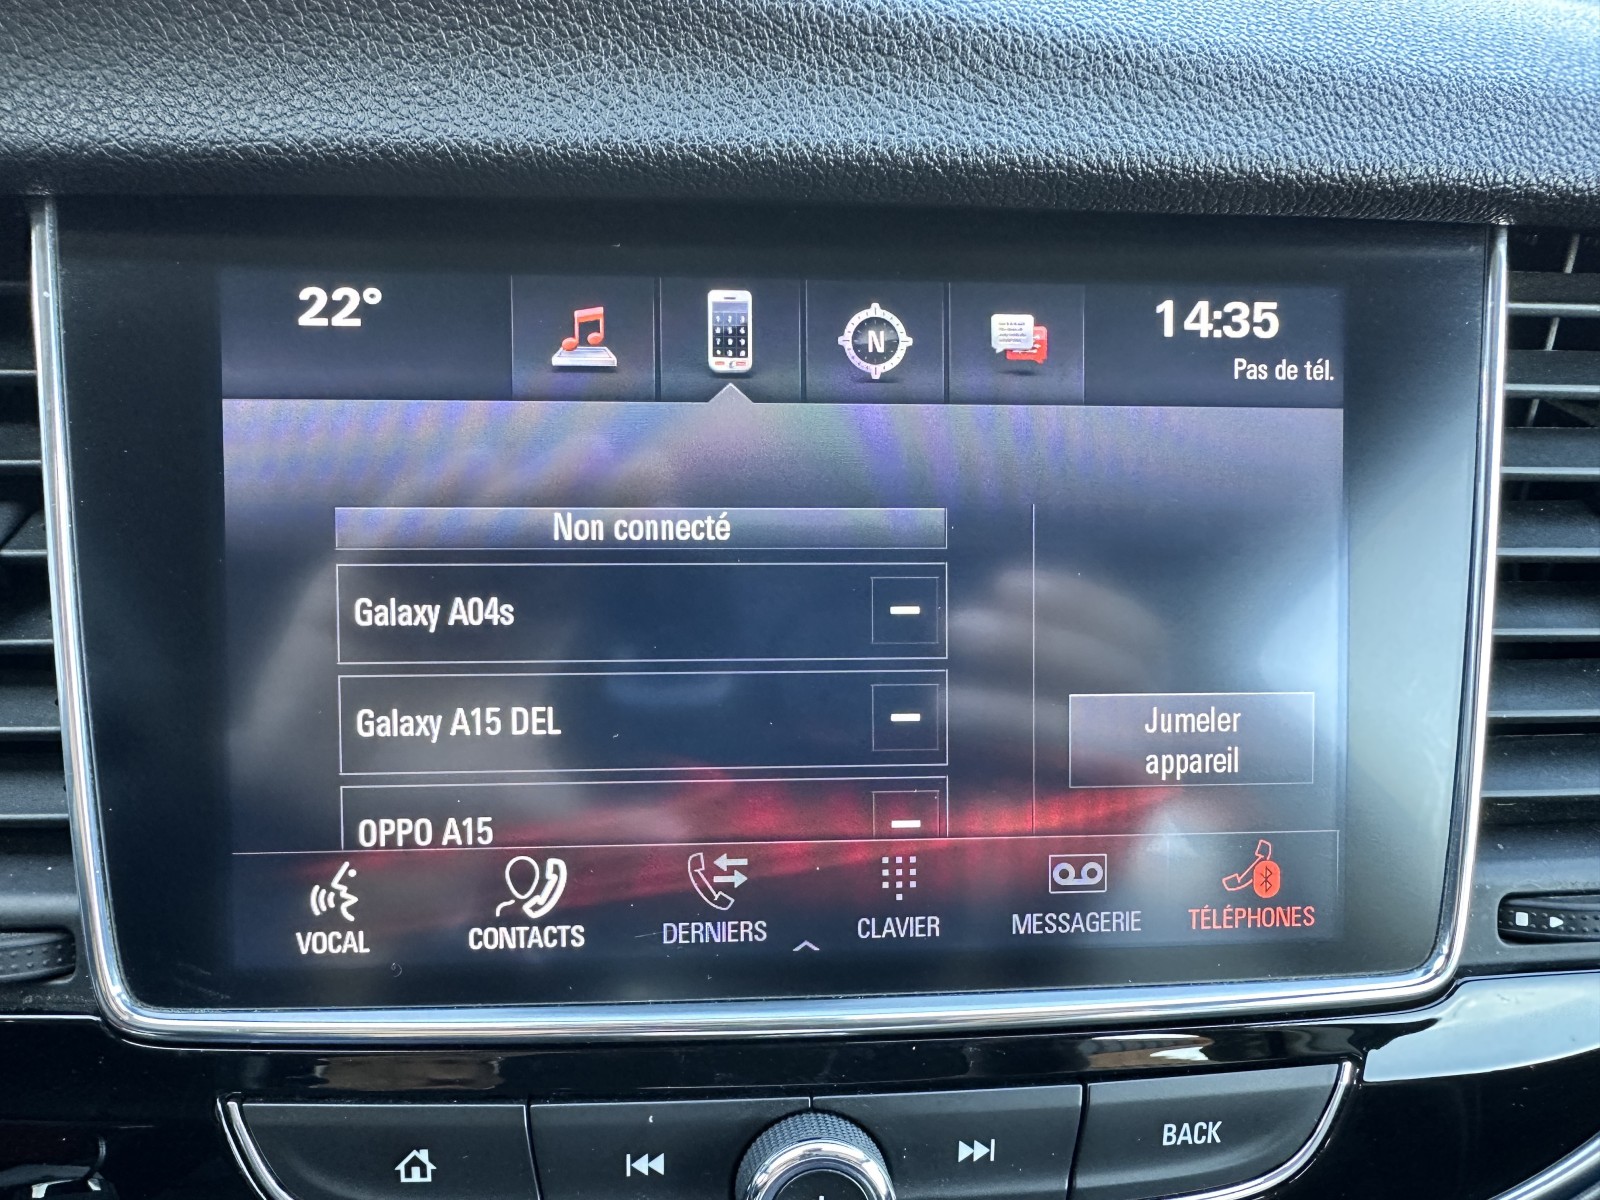 22°
14:35
Pas de tél.
N
Non connecté
Galaxy A04s
Galaxy A15 DEL
OPPO A15
Jumeler
appareil
VOCAL
CONTACTS
DERNIERS
CLAVIER
MESSAGERIE
TÉLÉPHONES
BACK